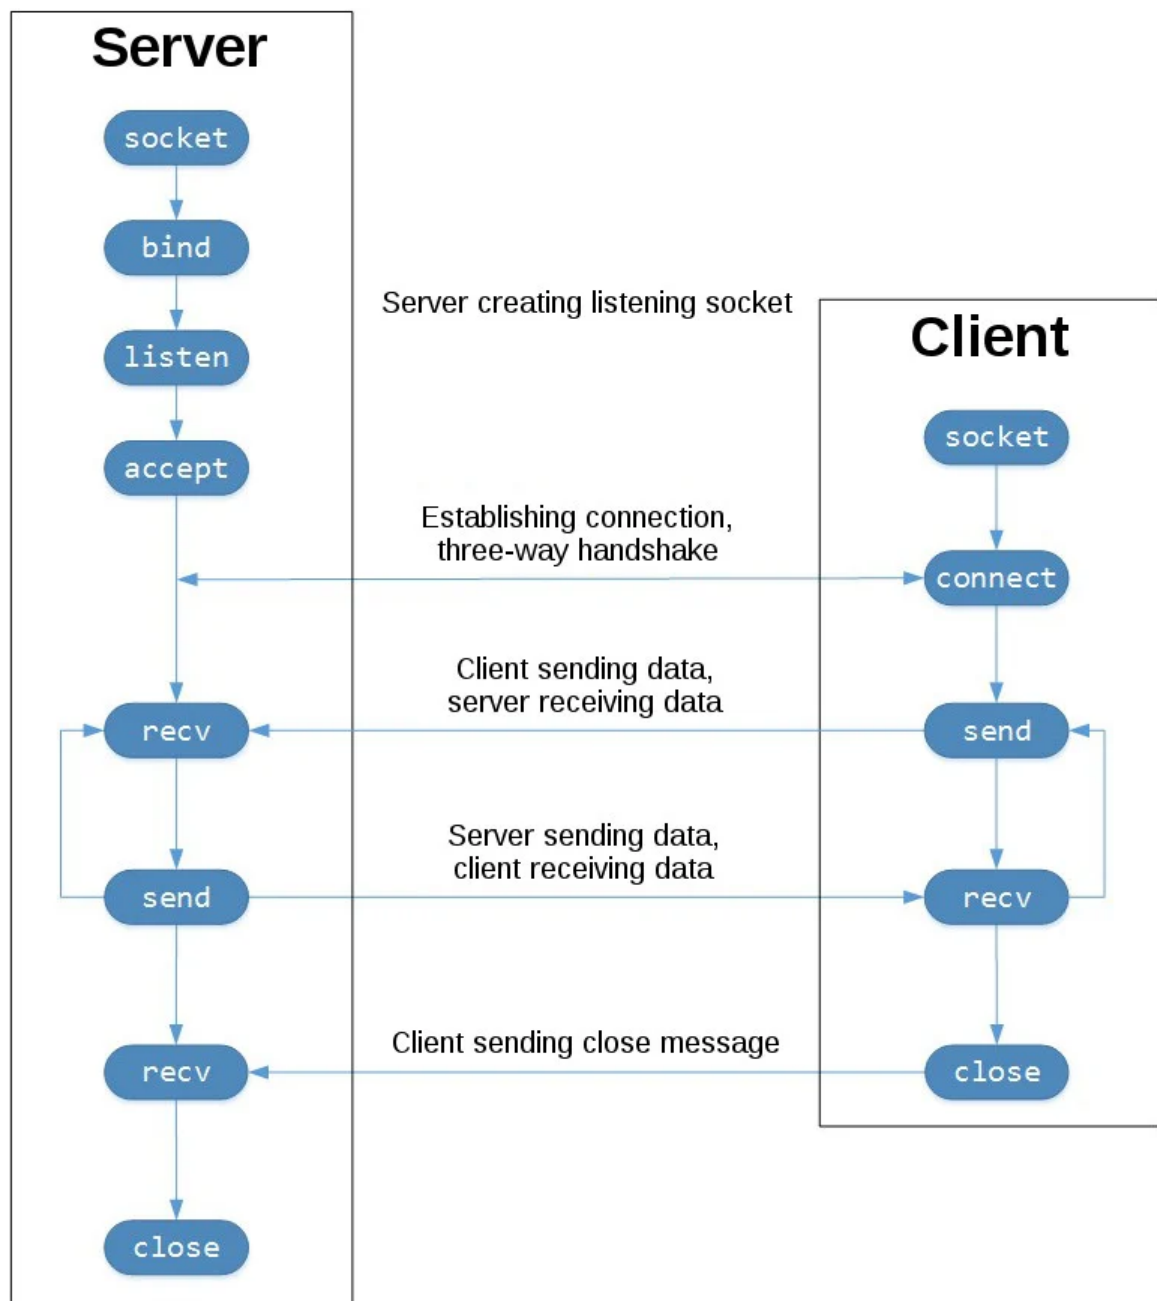 Server
socket
bind
listen
accept
recv
send
recv
close
Server creating listening socket
Establishing connection,
three-way handshake
Client sending data,
server receiving data
Server sending data,
client receiving data
Client sending close message
Client
socket
connect
send
recv
close